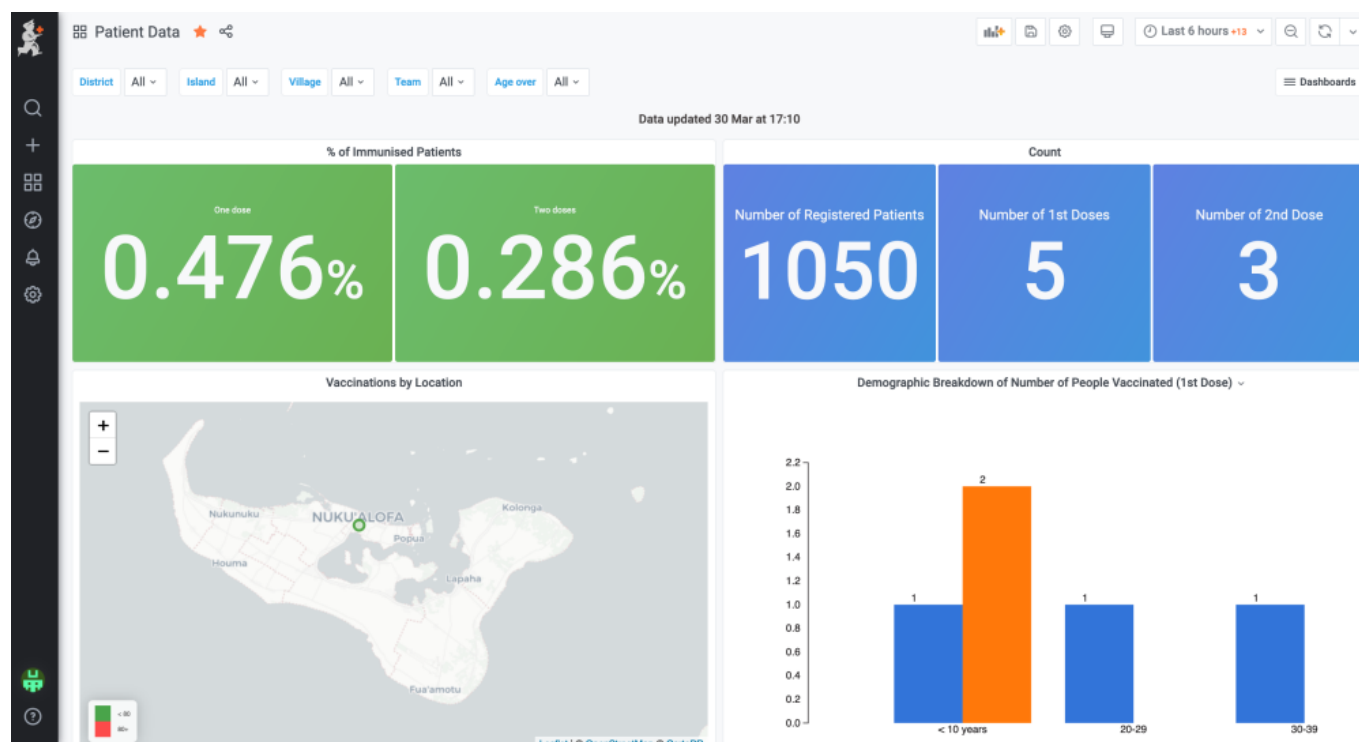 Patient Data
Last 6 hours +13
District All Island All Village All Team All Age over All
Dashboards
Data updated 30 Mar at 17:10
% of Immunised Patients
Count
One dose
0.476%
Two doses
0.286%
Number of Registered Patients
1050
Number of 1st Doses
5
Number of 2nd Dose
3
Vaccinations by Location
+
−
Nukunuku
NUKU'ALOFA
Kolonga
Popua
Houma
Lapaha
Fua'amotu
< 80
80+
Demographic Breakdown of Number of People Vaccinated (1st Dose)
2.2
2.0
1.8
1.6
1.4
1.2
1.0
0.8
0.6
0.4
0.2
0.0
1
2
1
1
< 10 years
20-29
30-39